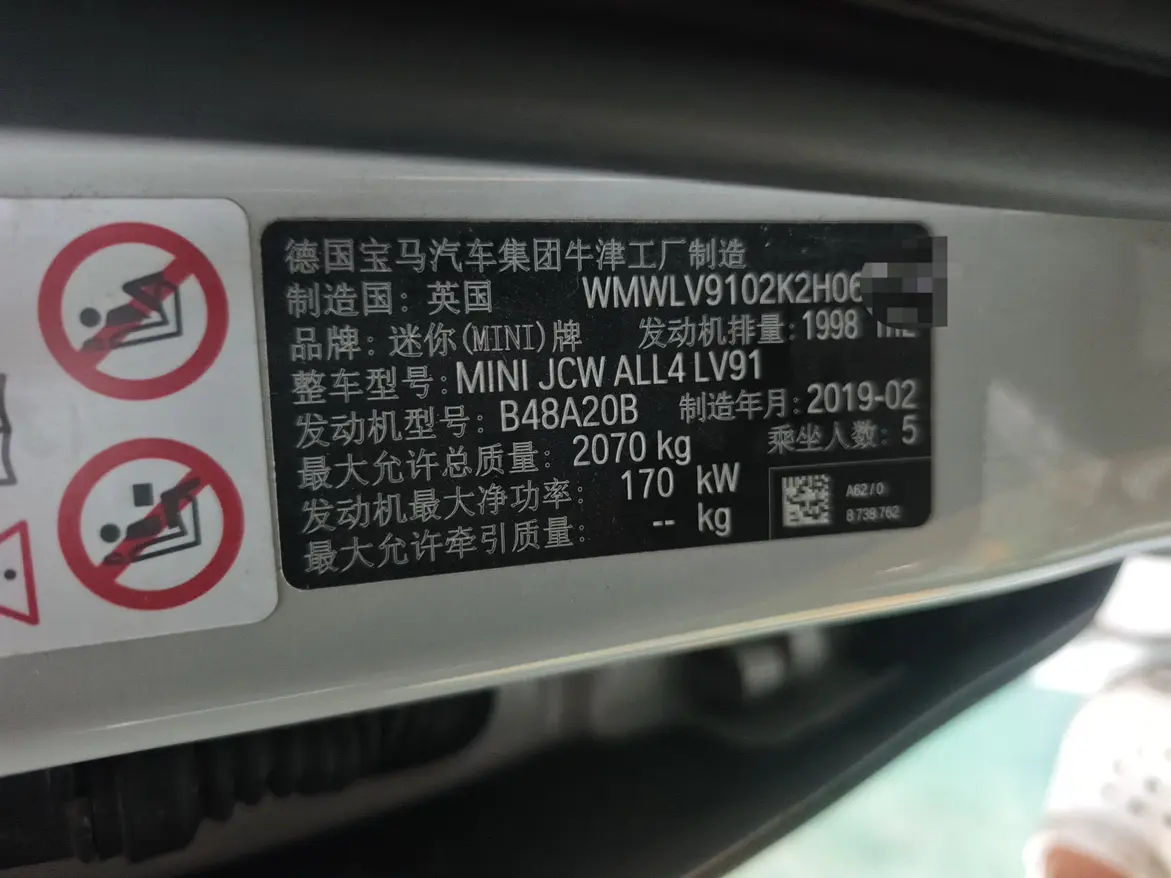 德国宝马汽车集团牛津工厂制造
制造国：英国 WMWLV9102K2H06
品牌：迷你(MINI)牌 发动机排量：1998 mL
整车型号：MINI JCW ALL4 LV91
发动机型号：B48A20B 制造年月：2019-02
最大允许总质量：2070 kg 乘坐人数：5
发动机最大净功率：170 kW
最大允许牵引质量：-- kg
A62/0
8738762